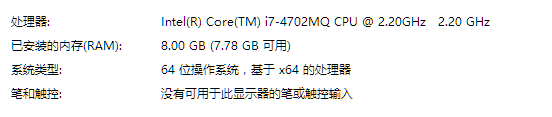 处理器: Intel(R) Core(TM) i7-4702MQ CPU @ 2.20GHz 2.20 GHz
已安装的内存(RAM): 8.00 GB (7.78 GB 可用)
系统类型: 64 位操作系统，基于 x64 的处理器
笔和触控: 没有可用于此显示器的笔或触控输入